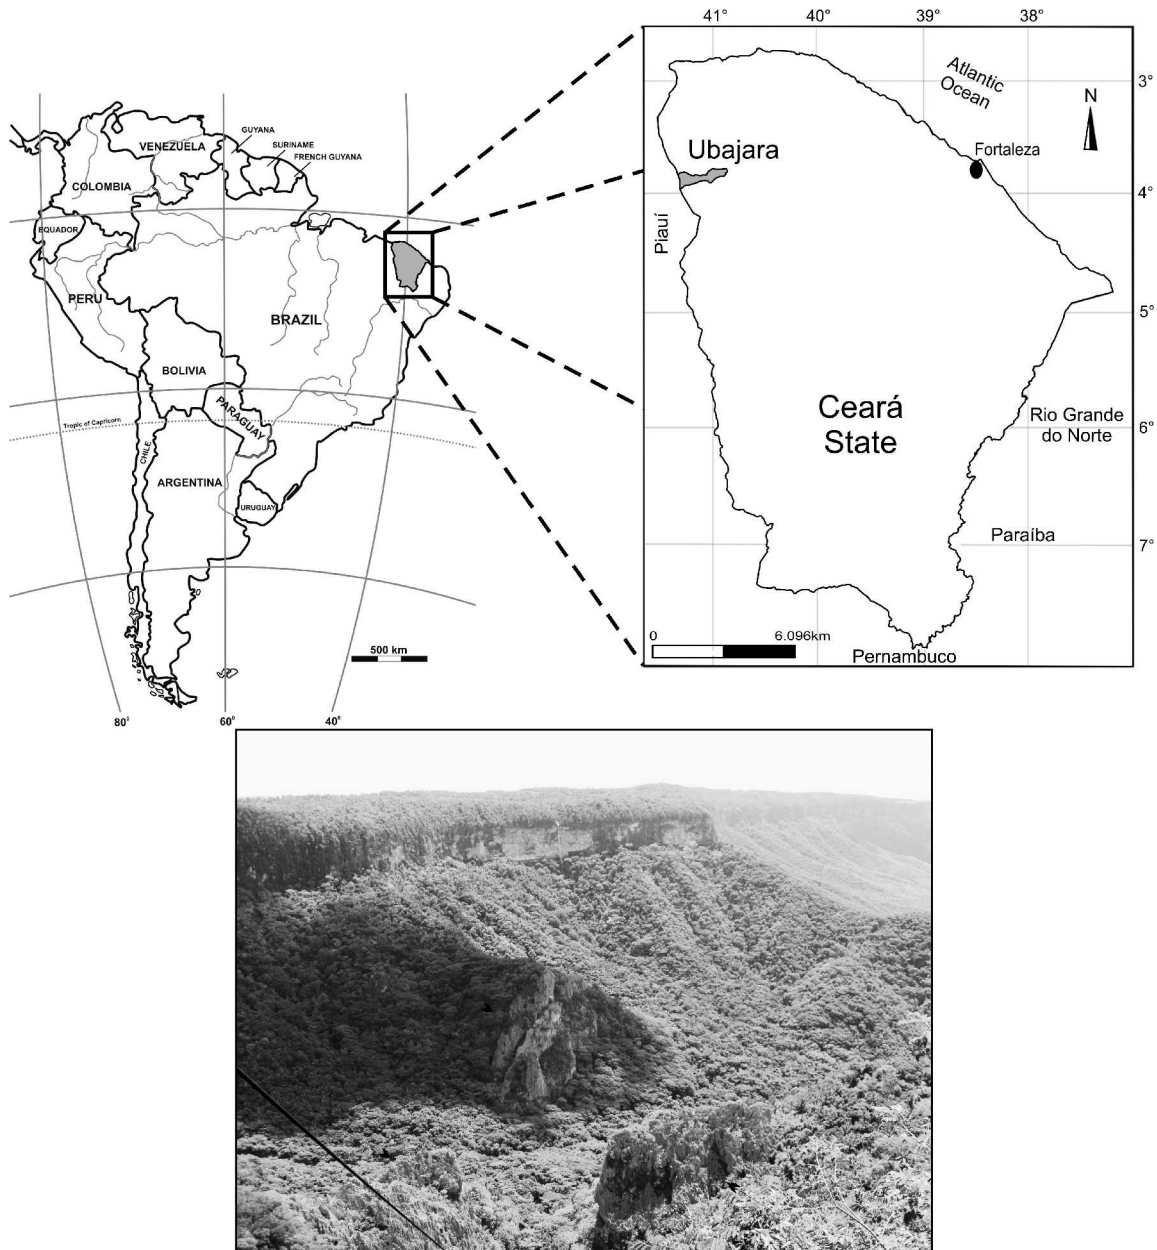 41°
40°
39°
38°
3°
4°
5°
6°
7°
Atlantic
Ocean
N
Fortaleza
Ubajara
Piauí
Ceará
State
Rio Grande
do Norte
Paraíba
Pernambuco
0
6.096km
GUYANA
SURINAME
FRENCH GUYANA
VENEZUELA
COLOMBIA
EQUADOR
PERU
BRAZIL
BOLIVIA
PARAGUAY
Tropic of Capricorn
CHILE
ARGENTINA
URUGUAY
500 km
80°
60°
40°